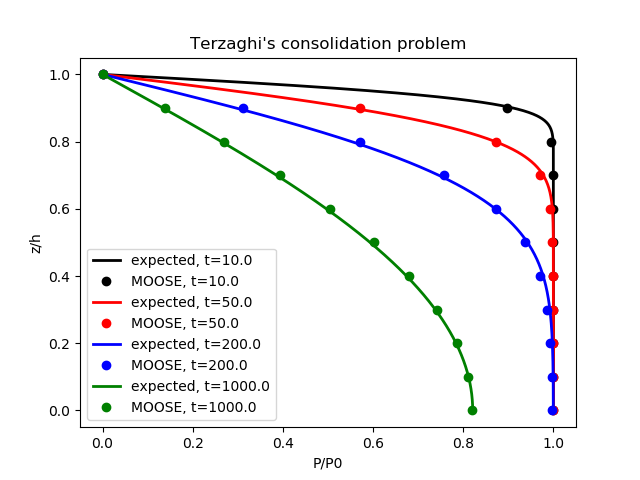 Terzaghi's consolidation problem
z/h
1.0
0.8
0.6
0.4
0.2
0.0
expected, t=10.0
MOOSE, t=10.0
expected, t=50.0
MOOSE, t=50.0
expected, t=200.0
MOOSE, t=200.0
expected, t=1000.0
MOOSE, t=1000.0
0.0 0.2 0.4 0.6 0.8 1.0
P/P0